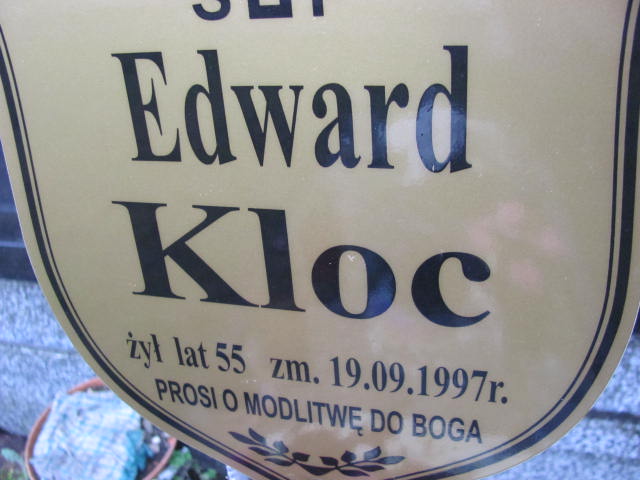 Edward
Kloc
żył lat 55 zm. 19.09.1997r.
PROSI O MODLITWĘ DO BOGA